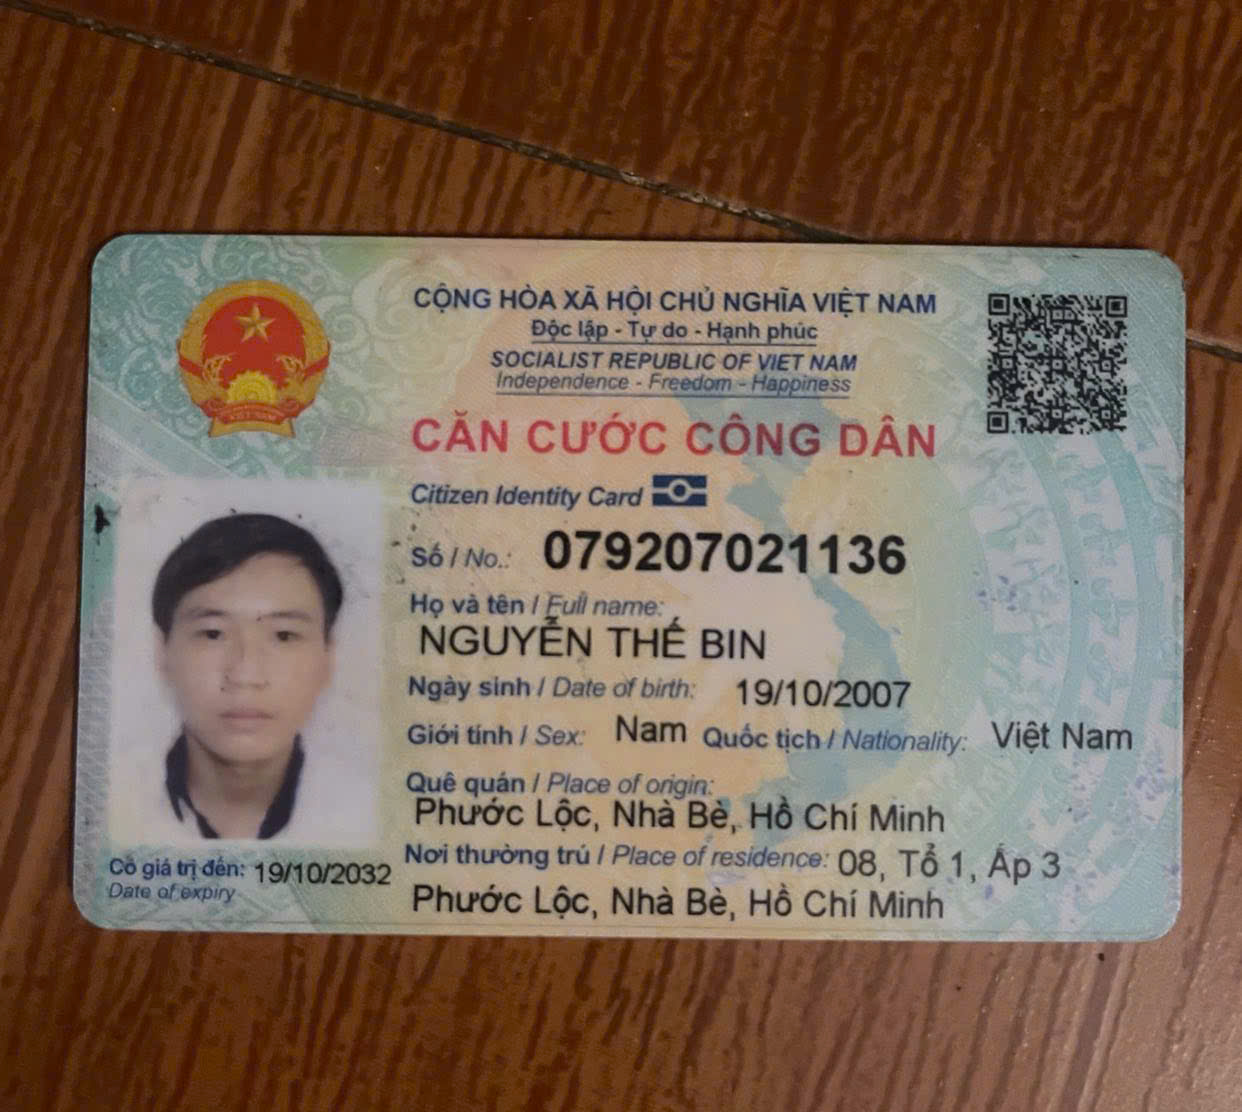 CỘNG HÒA XÃ HỘI CHỦ NGHĨA VIỆT NAM
Độc lập - Tự do - Hạnh phúc
SOCIALIST REPUBLIC OF VIET NAM
Independence - Freedom - Happiness
CĂN CƯỚC CÔNG DÂN
Citizen Identity Card
Số / No.: 079207021136
Họ và tên / Full name:
NGUYỄN THẾ BIN
Ngày sinh / Date of birth: 19/10/2007
Giới tính / Sex: Nam Quốc tịch / Nationality: Việt Nam
Quê quán / Place of origin:
Phước Lộc, Nhà Bè, Hồ Chí Minh
Nơi thường trú / Place of residence: 08, Tổ 1, Ấp 3
Phước Lộc, Nhà Bè, Hồ Chí Minh
Có giá trị đến: 19/10/2032
Date of expiry
VIỆT NAM